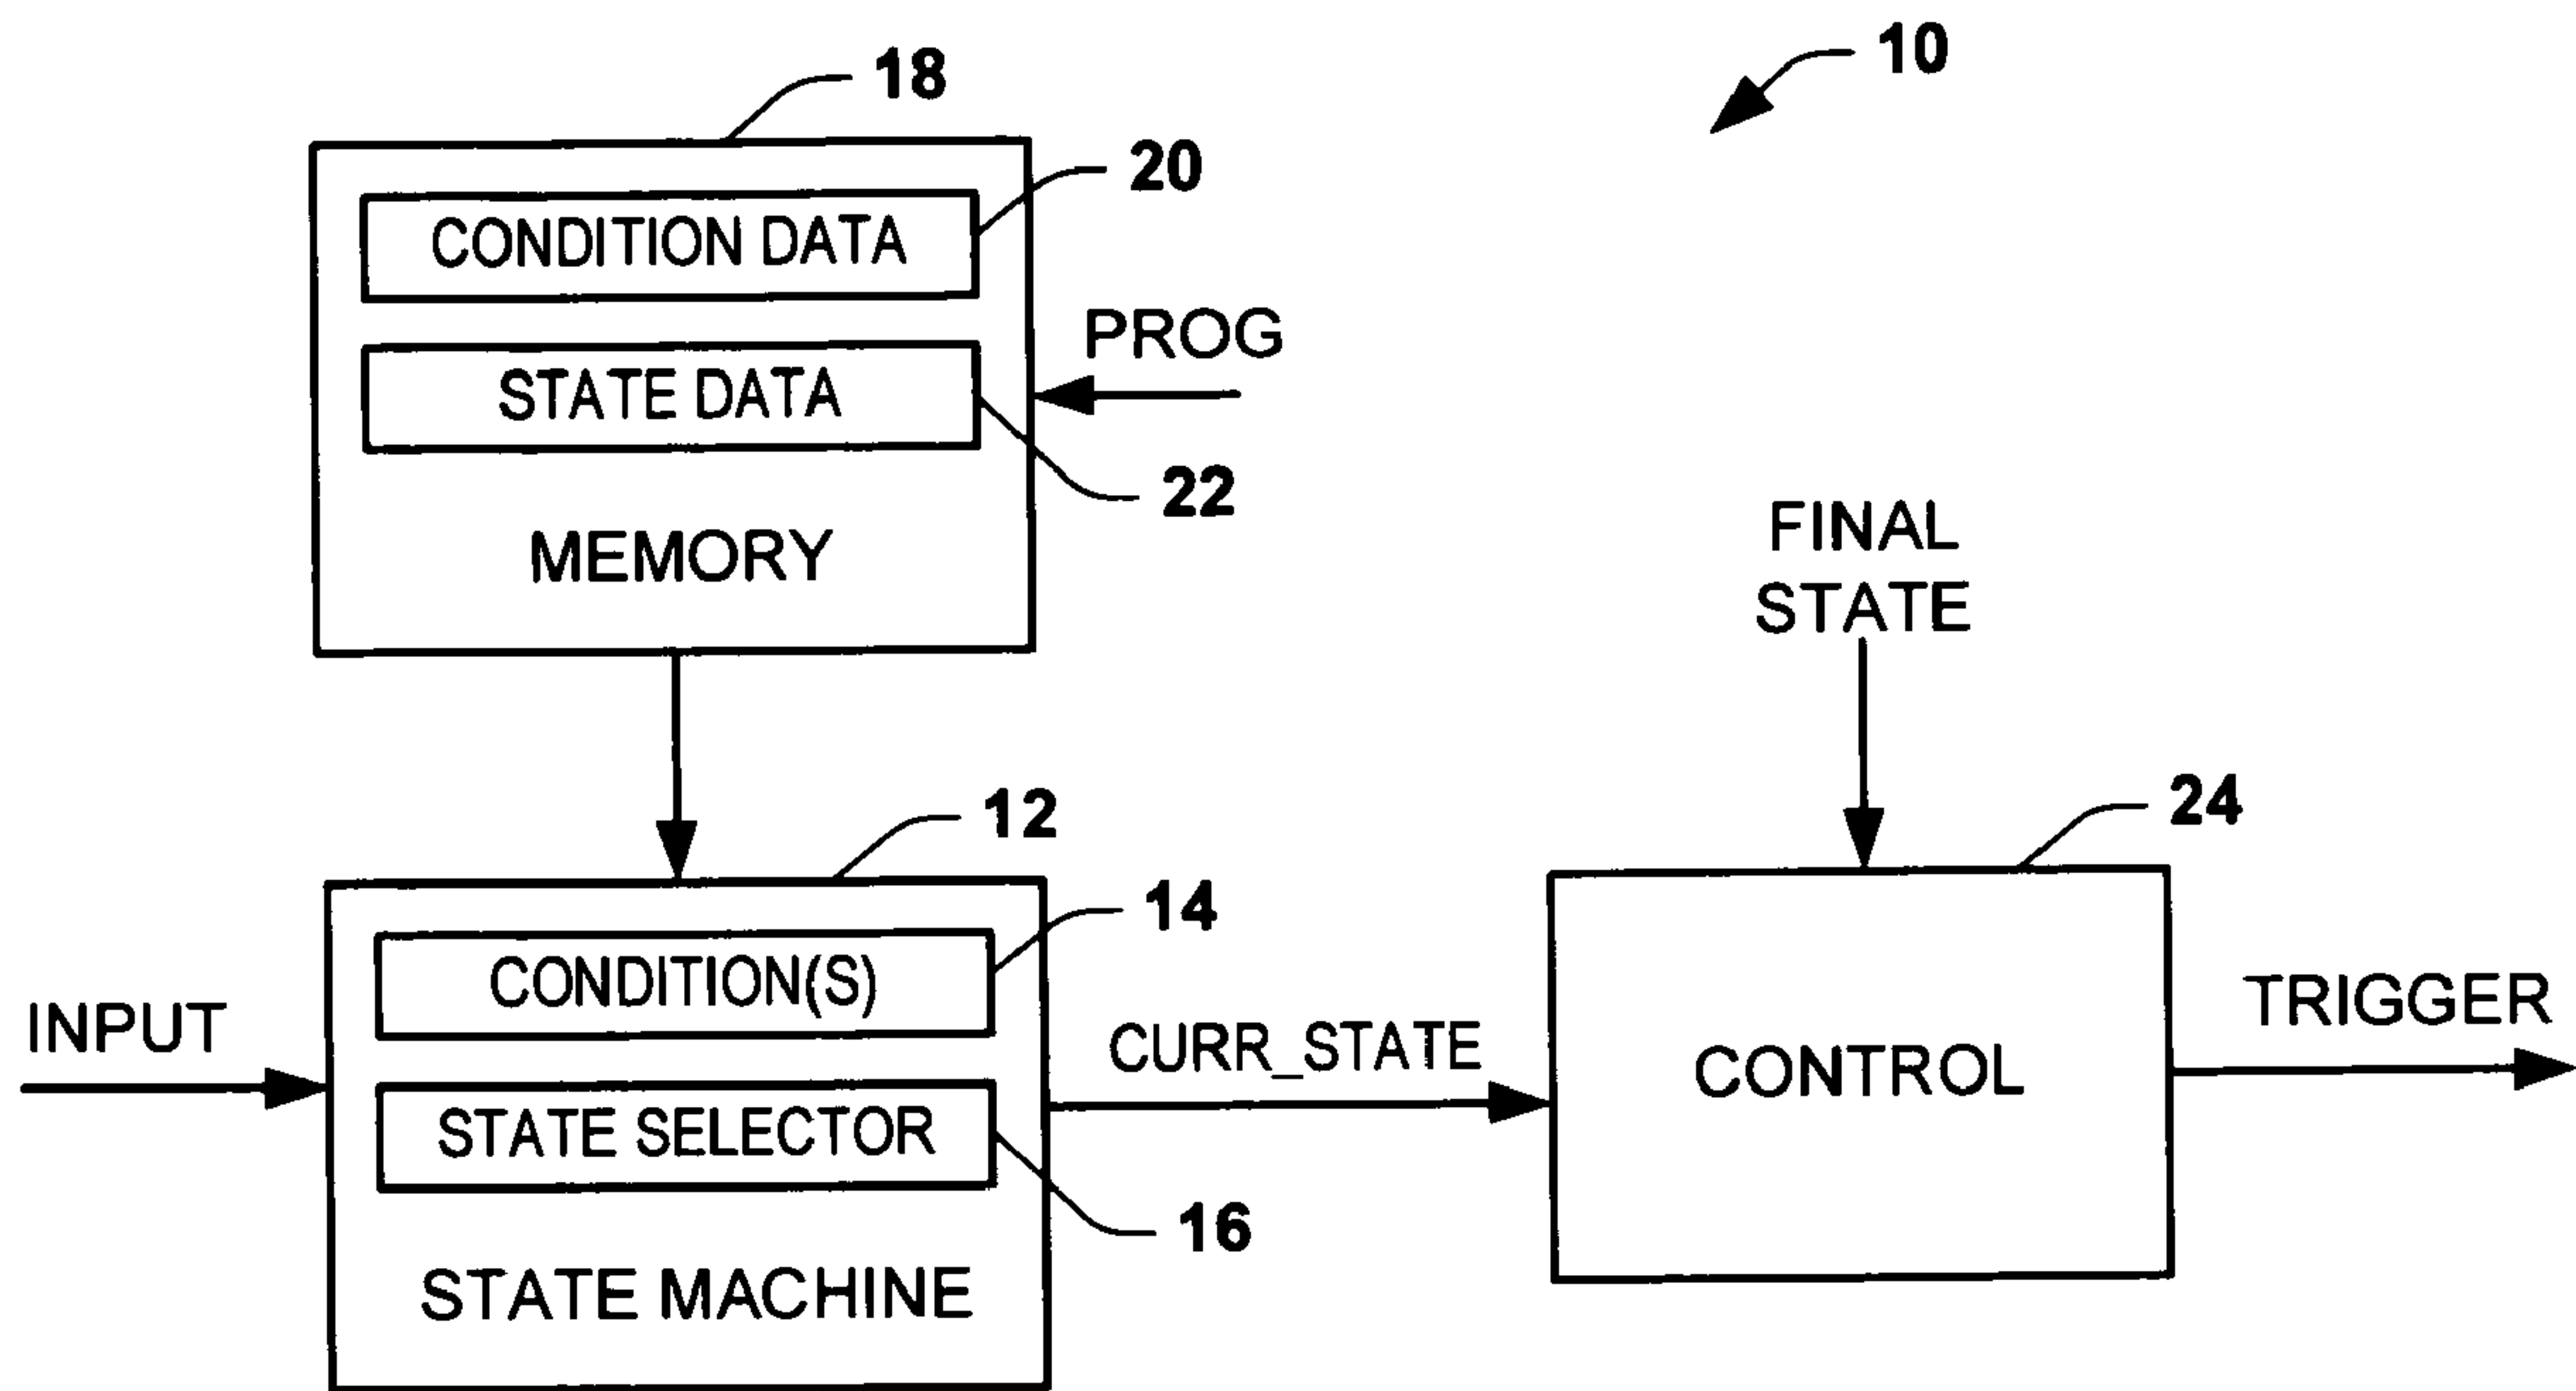 10
18
20
CONDITION DATA
PROG
STATE DATA
22
MEMORY
FINAL
STATE
12
24
14
CONDITION(S)
INPUT
CURR_STATE
CONTROL
TRIGGER
STATE SELECTOR
16
STATE MACHINE